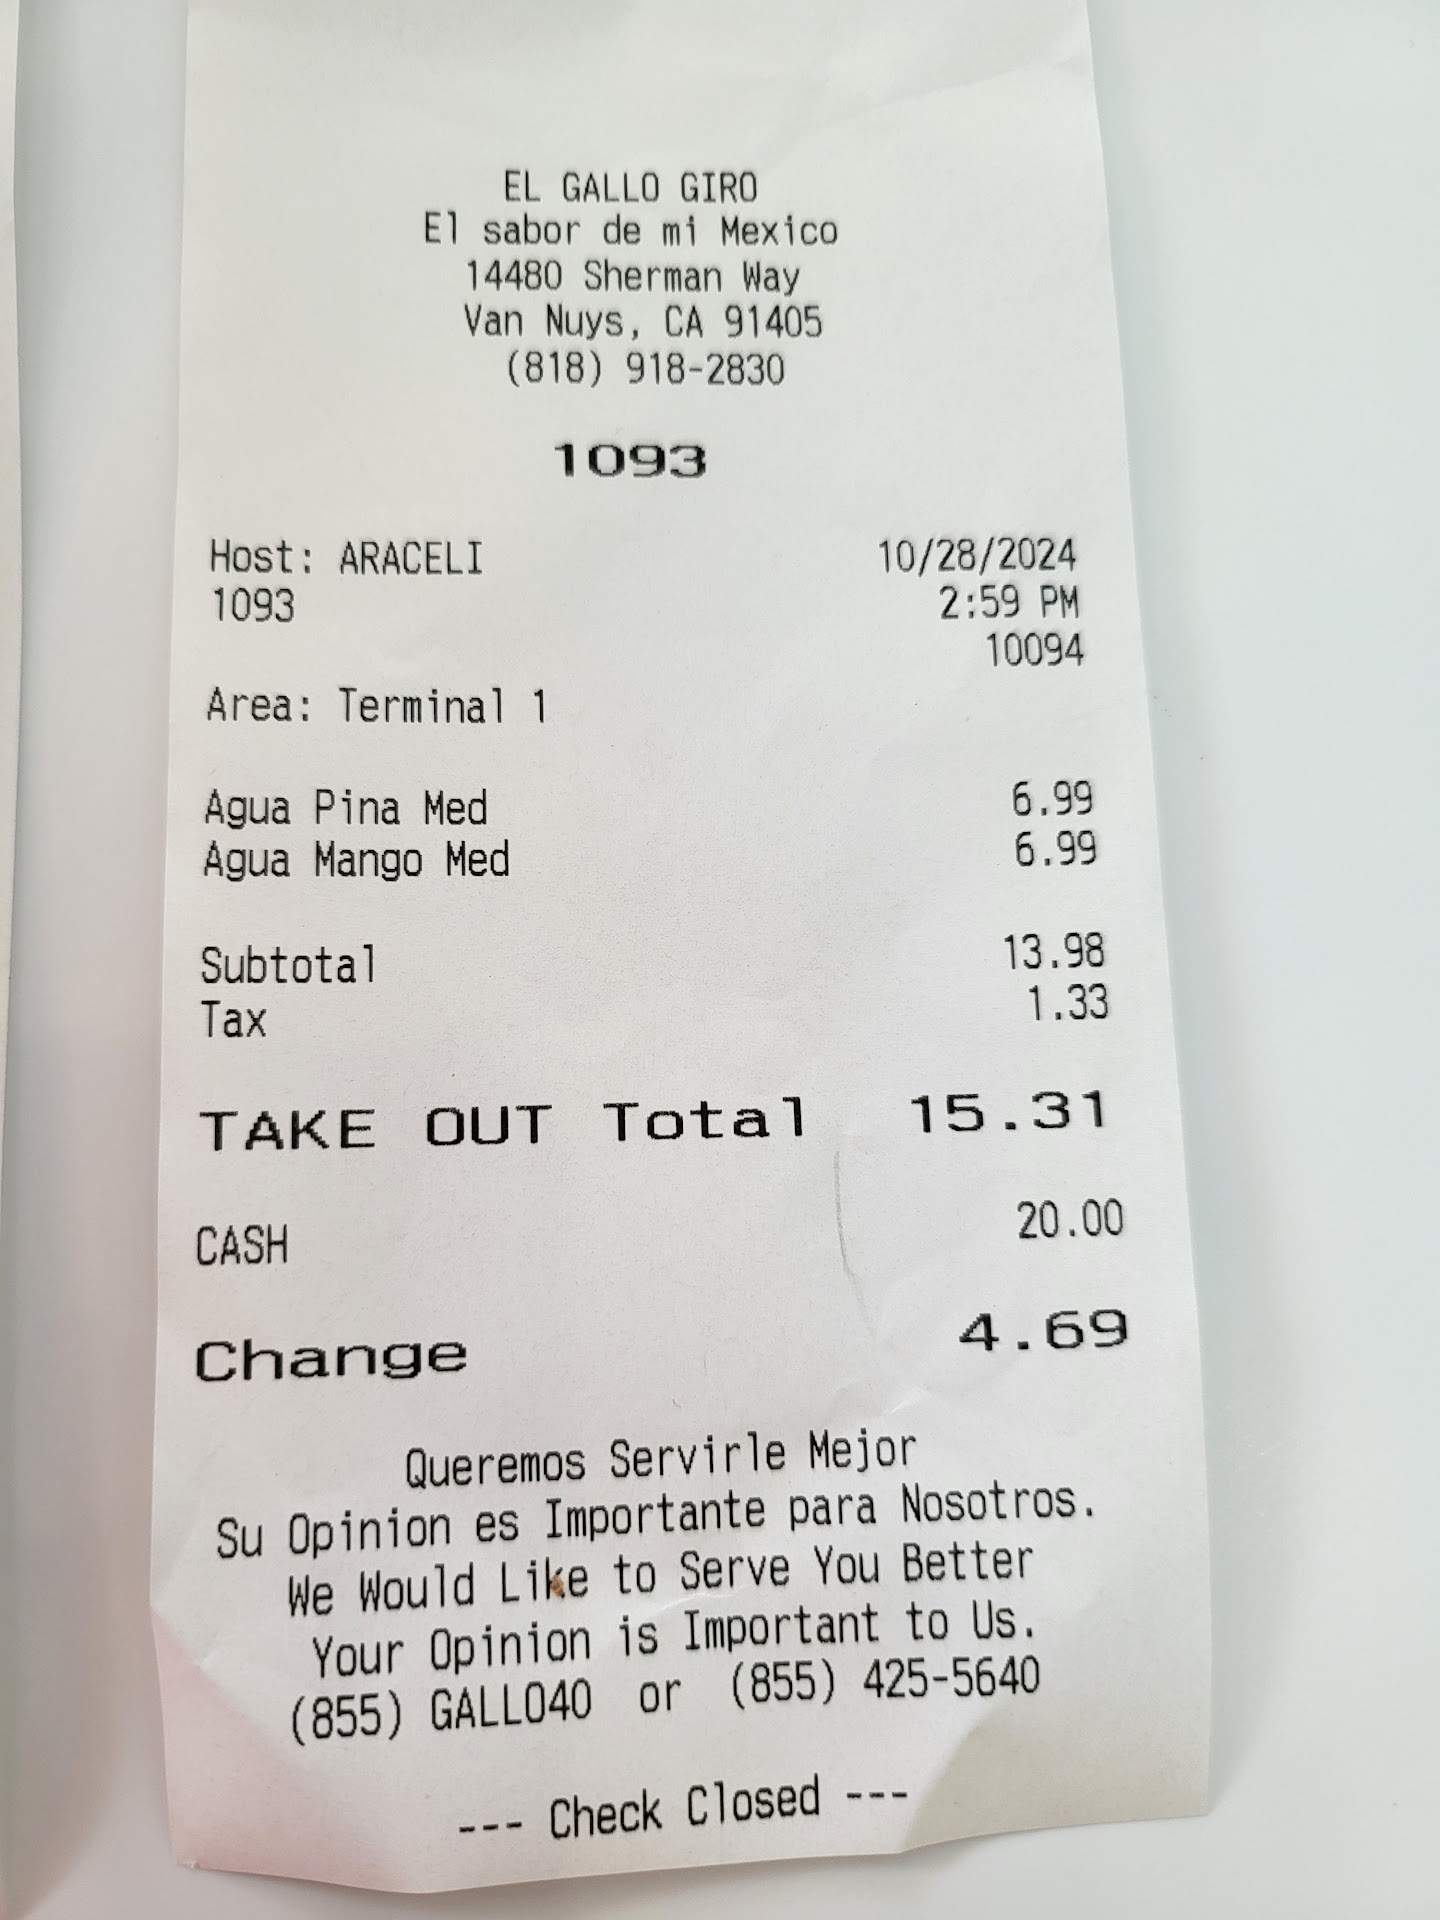 EL GALLO GIRO
El sabor de mi Mexico
14480 Sherman Way
Van Nuys, CA 91405
(818) 918-2830
1093
Host: ARACELI 10/28/2024
1093 2:59 PM
10094
Area: Terminal 1
Agua Pina Med 6.99
Agua Mango Med 6.99
Subtotal 13.98
Tax 1.33
TAKE OUT Total 15.31
CASH 20.00
Change 4.69
Queremos Servirle Mejor
Su Opinion es Importante para Nosotros.
We Would Like to Serve You Better
Your Opinion is Important to Us.
(855) GALLO40 or (855) 425-5640
--- Check Closed ---